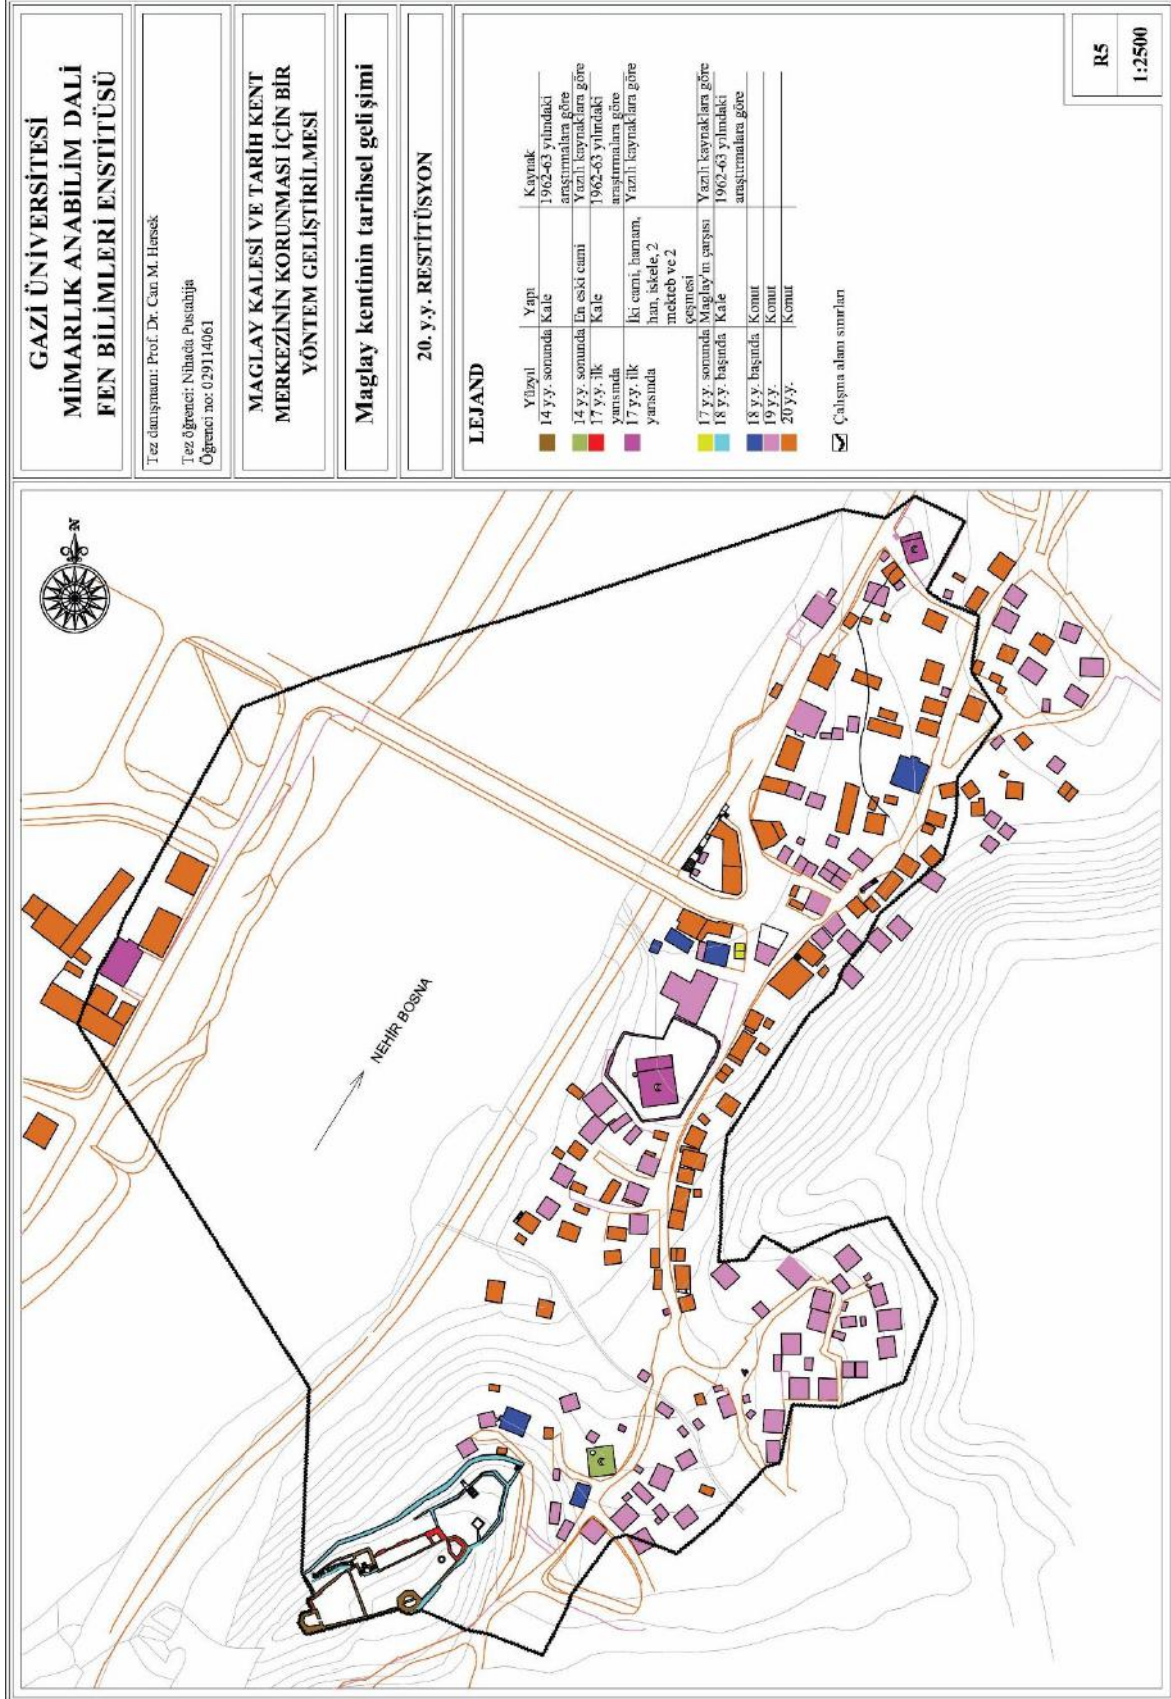 GAZİ ÜNİVERSİTESİ
MİMARLIK ANABİLİM DALİ
FEN BİLİMLERİ ENSTİTÜSÜ
Tez danışmanı: Prof. Dr. Can M. Hersek
Tez öğrenci: Nihada Pustahija
Öğrenci no: 029114061
MAGLAY KALESİ VE TARİH KENT
MERKEZİNİN KORUNMASI İÇİN BİR
YÖNTEM GELİŞTİRİLMESİ
Maglay kentinin tarihsel gelişimi
20. y.y. RESTİTÜSYON
LEJAND
Yüzyıl Yapı Kaynak
14 y.y. sonunda Kale 1962-63 yılındaki
araştırmalara göre
14 y.y. sonunda En eski cami Yazılı kaynaklara göre
17 y.y. ilk Kale 1962-63 yılındaki
yarısında araştırmalara göre
17 y.y. ilk İki cami, hamam, Yazılı kaynaklara göre
yarısında han, iskele, 2
mekteb ve 2
çeşmesi
17 y.y. sonunda Maglay'ın çarşısı Yazılı kaynaklara göre
18 y.y. başında Kale 1962-63 yılındaki
araştırmalara göre
18 y.y. başında Konut
19 y.y. Konut
20 y.y. Konut
Çalışma alanı sınırları
R5
1:2500
N
NEHİR BOSNA